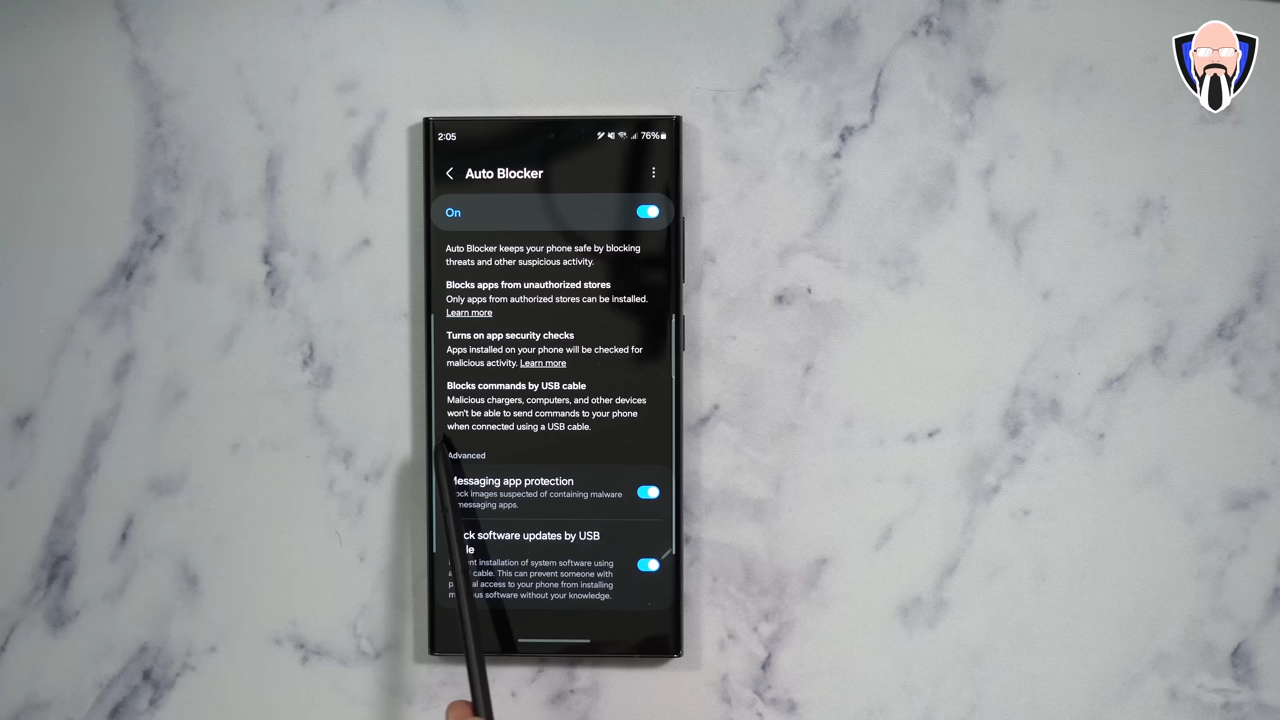 2:05
76%
Auto Blocker
On
Auto Blocker keeps your phone safe by blocking
threats and other suspicious activity.
Blocks apps from unauthorized stores
Only apps from authorized stores can be installed.
Learn more
Turns on app security checks
Apps installed on your phone will be checked for
malicious activity. Learn more
Blocks commands by USB cable
Malicious chargers, computers, and other devices
won't be able to send commands to your phone
when connected using a USB cable.
Advanced
Messaging app protection
images suspected of containing malware
messaging apps.
software updates by USB
installation of system software using
cable. This can prevent someone with
access to your phone from installing
software without your knowledge.